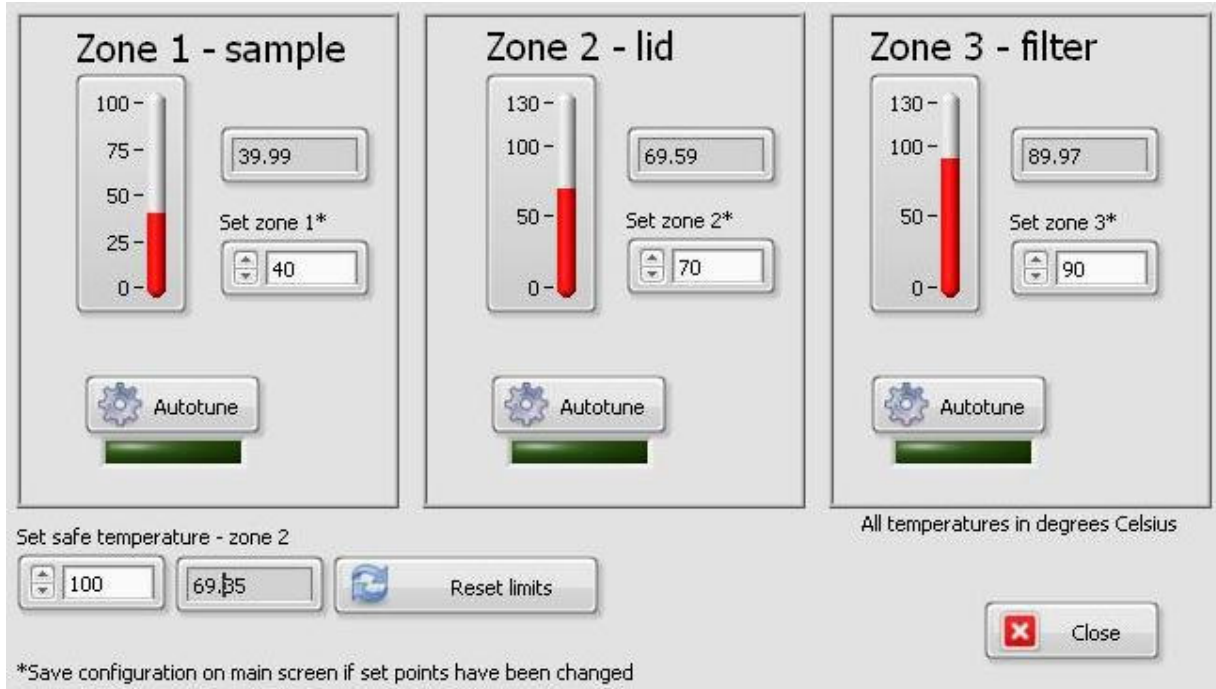 Zone 1 - sample
100
75
50
25
0
39.99
Set zone 1*
40
Autotune
Zone 2 - lid
130
100
50
0
69.59
Set zone 2*
70
Autotune
Zone 3 - filter
130
100
50
0
89.97
Set zone 3*
90
Autotune
All temperatures in degrees Celsius
Set safe temperature - zone 2
100
69.35
Reset limits
Close
*Save configuration on main screen if set points have been changed